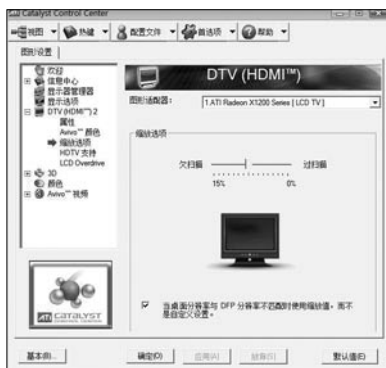 Catalyst Control Center
视图 热键 配置文件 首选项 帮助
图形设置
欢迎
信息中心
显示器管理器
显示选项
DTV (HDMI™) 2
属性
Avivo™ 颜色
缩放选项
HDTV 支持
LCD Overdrive
3D
颜色
Avivo™ 视频
DTV (HDMI™)
图形适配器：
1.ATI Radeon X1200 Series [ LCD TV ]
缩放选项
欠扫描 过扫描
15% 0%
当桌面分辨率与 DFP 分辨率不匹配时使用缩放值，而不
是自定义设置。
ATI CATALYST
CONTROL CENTER
基本(B)... 确定(O) 应用(A) 放弃(S) 默认值(E)